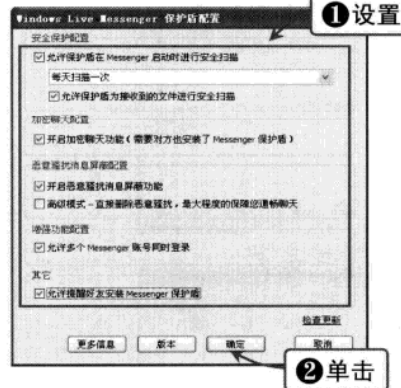 Windows Live Messenger 保护盾配置
❶设置
安全保护配置
允许保护盾在 Messenger 启动时进行安全扫描
每天扫描一次
允许保护盾为接收到的文件进行安全扫描
加密聊天配置
开启加密聊天功能（需要对方也安装了 Messenger 保护盾）
恶意骚扰消息屏蔽配置
开启恶意骚扰消息屏蔽功能
高级模式－直接删除恶意骚扰，最大程度的保障您通畅聊天
增强功能配置
允许多个 Messenger 账号同时登录
其它
允许提醒好友安装 Messenger 保护盾
检查更新
更多信息 版本 确定 取消
❷单击